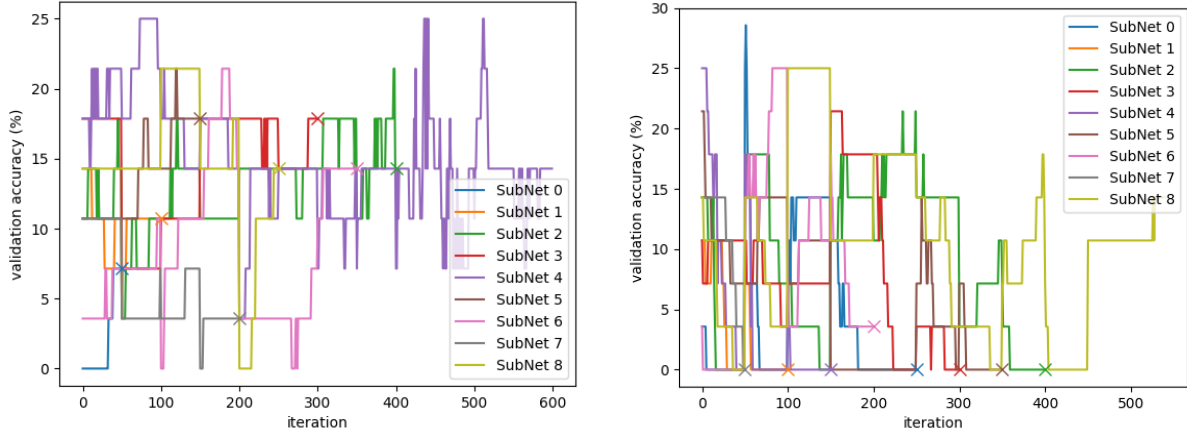 25
20
15
10
5
0
validation accuracy (%)
0
100
200
300
400
500
600
iteration
SubNet 0
SubNet 1
SubNet 2
SubNet 3
SubNet 4
SubNet 5
SubNet 6
SubNet 7
SubNet 8
30
25
20
15
10
5
0
validation accuracy (%)
0
100
200
300
400
500
iteration
SubNet 0
SubNet 1
SubNet 2
SubNet 3
SubNet 4
SubNet 5
SubNet 6
SubNet 7
SubNet 8